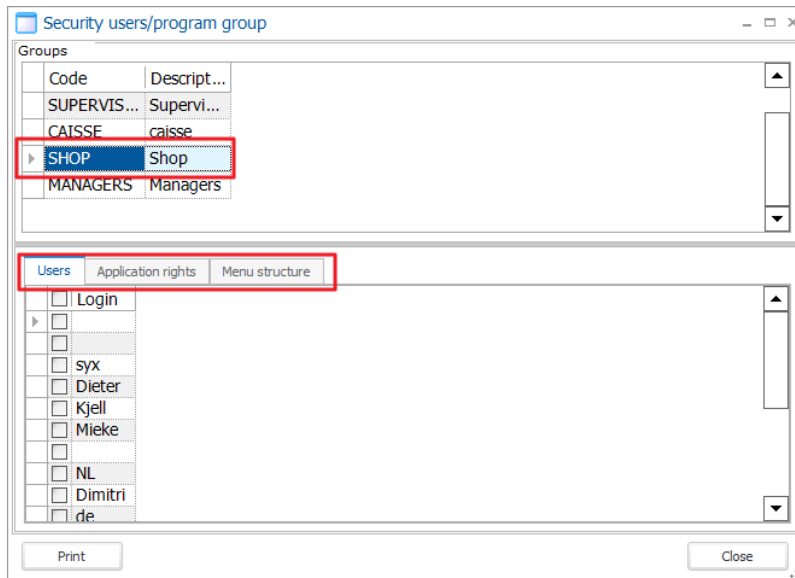 Security users/program group
Groups
Code Descript...
SUPERVIS... Supervi...
CAISSE caisse
SHOP Shop
MANAGERS Managers
Users Application rights Menu structure
Login
syx
Dieter
Kjell
Mieke
NL
Dimitri
de
Print Close